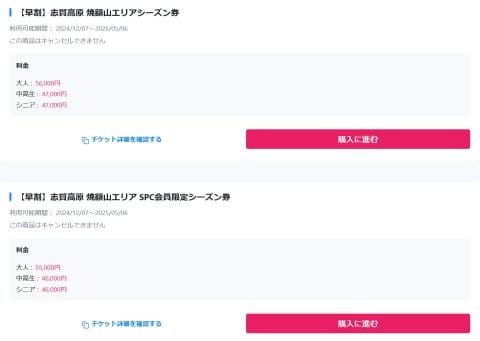 【早割】志賀高原 焼額山エリアシーズン券
利用可能期間： 2024/12/07～2025/05/06
この商品はキャンセルできません
料金
大人：56,000円
中高生：47,000円
シニア：47,000円
チケット詳細を確認する
購入に進む
【早割】志賀高原 焼額山エリア SPC会員限定シーズン券
利用可能期間： 2024/12/07～2025/05/06
この商品はキャンセルできません
料金
大人：55,000円
中高生：46,000円
シニア：46,000円
チケット詳細を確認する
購入に進む